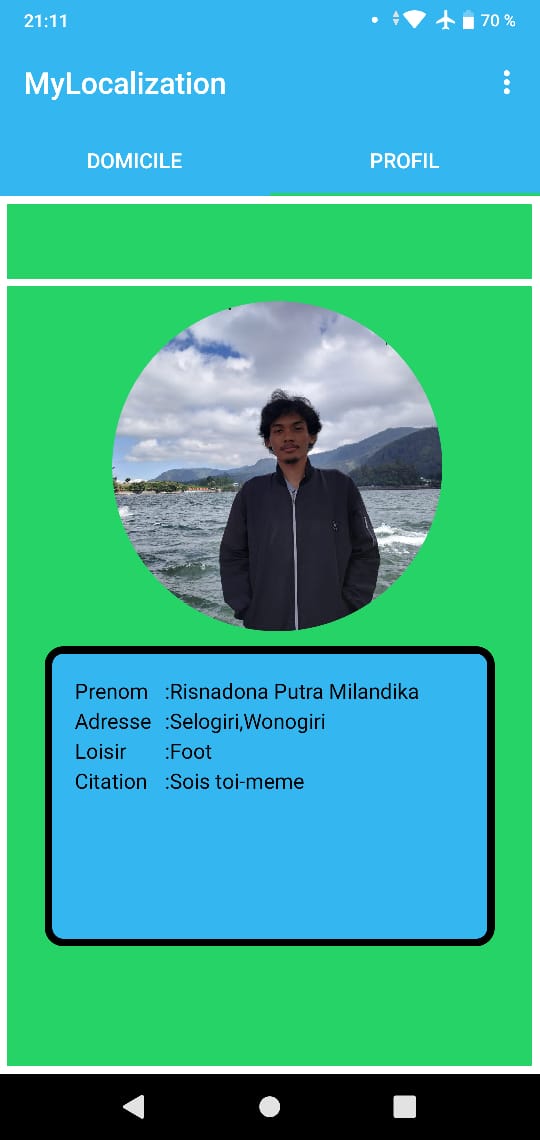 21:11
70 %
MyLocalization
DOMICILE PROFIL
Prenom :Risnadona Putra Milandika
Adresse :Selogiri,Wonogiri
Loisir :Foot
Citation :Sois toi-meme